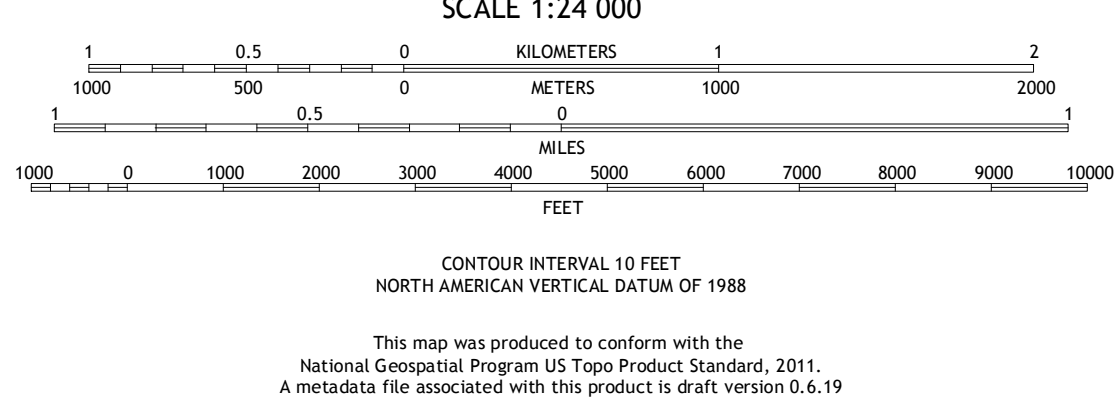 SCALE 1:24 000
1 0.5 0 KILOMETERS 1 2
1000 500 0 METERS 1000 2000
1 0.5 0 1
MILES
1000 0 1000 2000 3000 4000 5000 6000 7000 8000 9000 10000
FEET
CONTOUR INTERVAL 10 FEET
NORTH AMERICAN VERTICAL DATUM OF 1988
This map was produced to conform with the
National Geospatial Program US Topo Product Standard, 2011.
A metadata file associated with this product is draft version 0.6.19